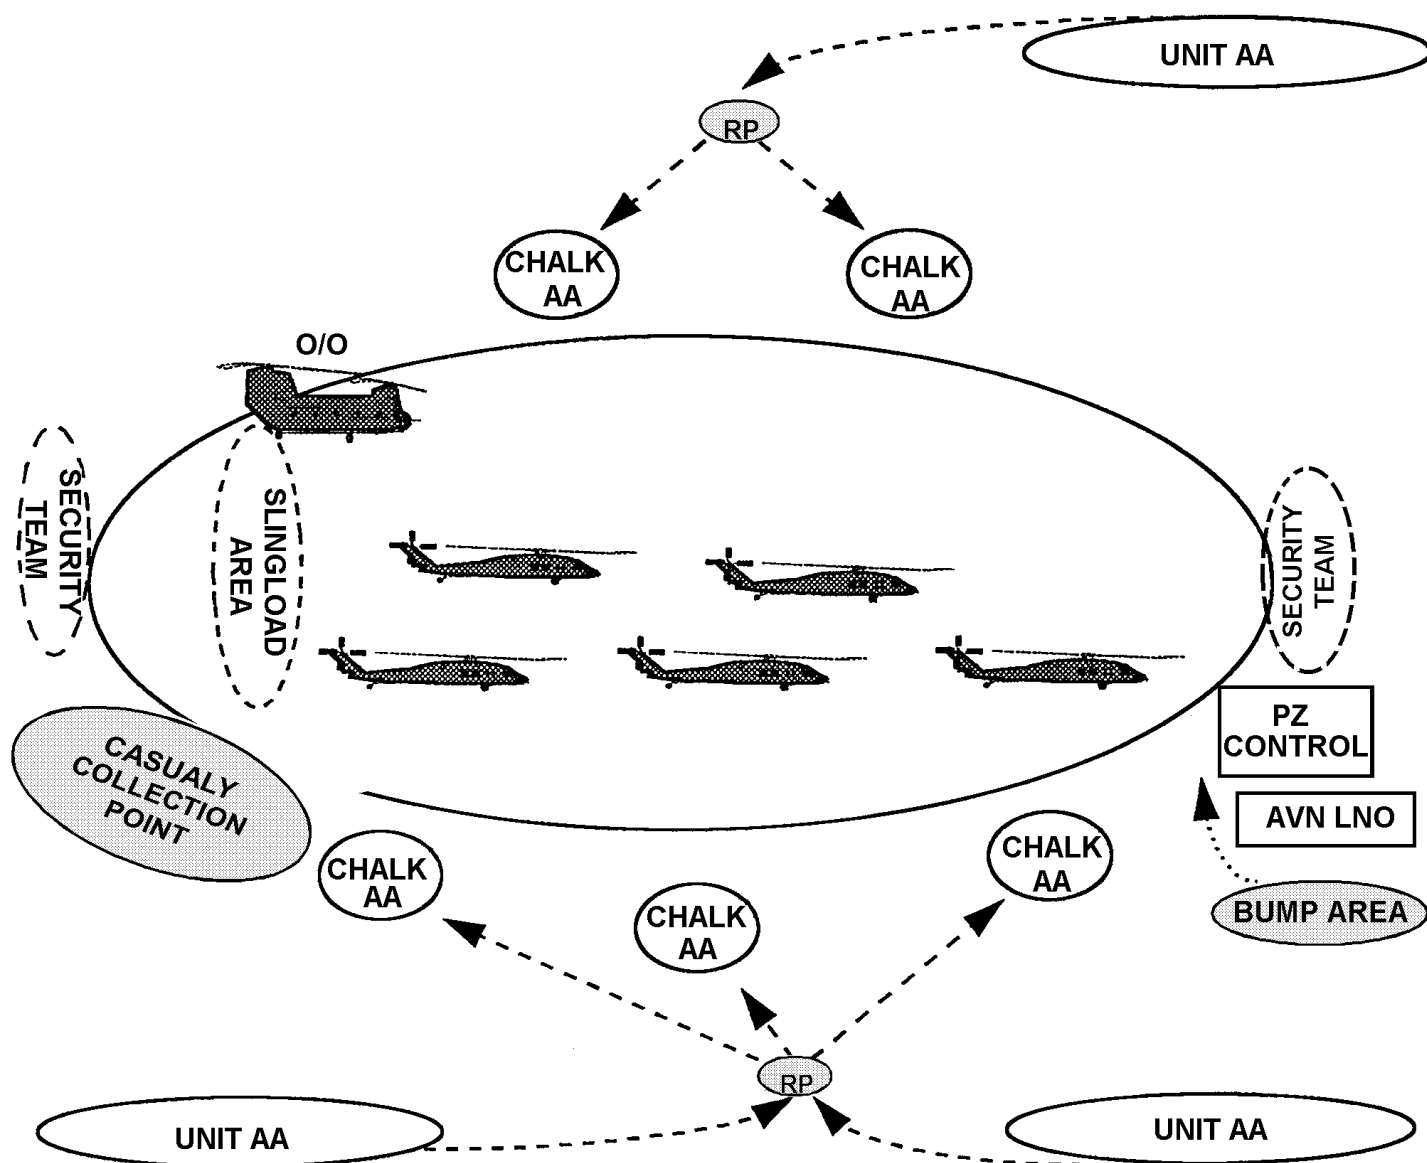 UNIT AA
RP
CHALK
AA
CHALK
AA
O/O
SECURITY
TEAM
SLINGLOAD
AREA
SECURITY
TEAM
PZ
CONTROL
CASUALY
COLLECTION
POINT
AVN LNO
CHALK
AA
CHALK
AA
CHALK
AA
BUMP AREA
RP
UNIT AA
UNIT AA